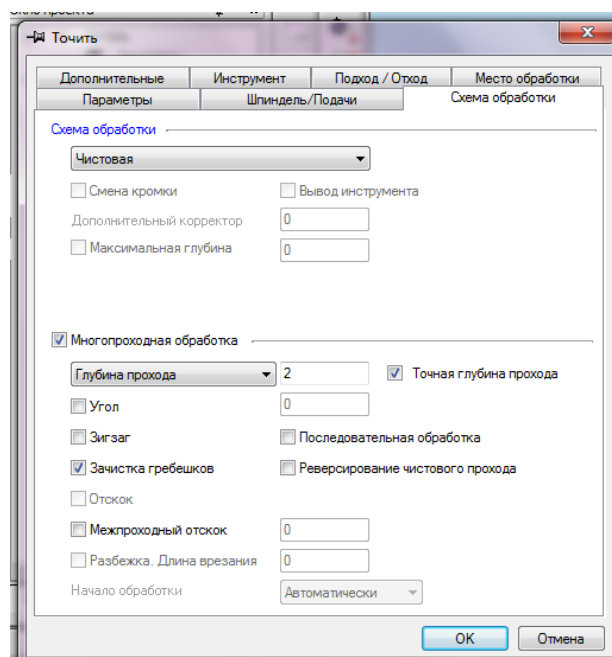 Окно проекта
Точить
Дополнительные Инструмент Подход / Отход Место обработки
Параметры Шпиндель/Подачи Схема обработки
Схема обработки
Чистовая
Смена кромки Вывод инструмента
Дополнительный корректор 0
Максимальная глубина 0
Многопроходная обработка
Глубина прохода 2 Точная глубина прохода
Угол 0
Зигзаг Последовательная обработка
Зачистка гребешков Реверсирование чистового прохода
Отскок
Межпроходный отскок 0
Разбежка. Длина врезания 0
Начало обработки Автоматически
OK Отмена